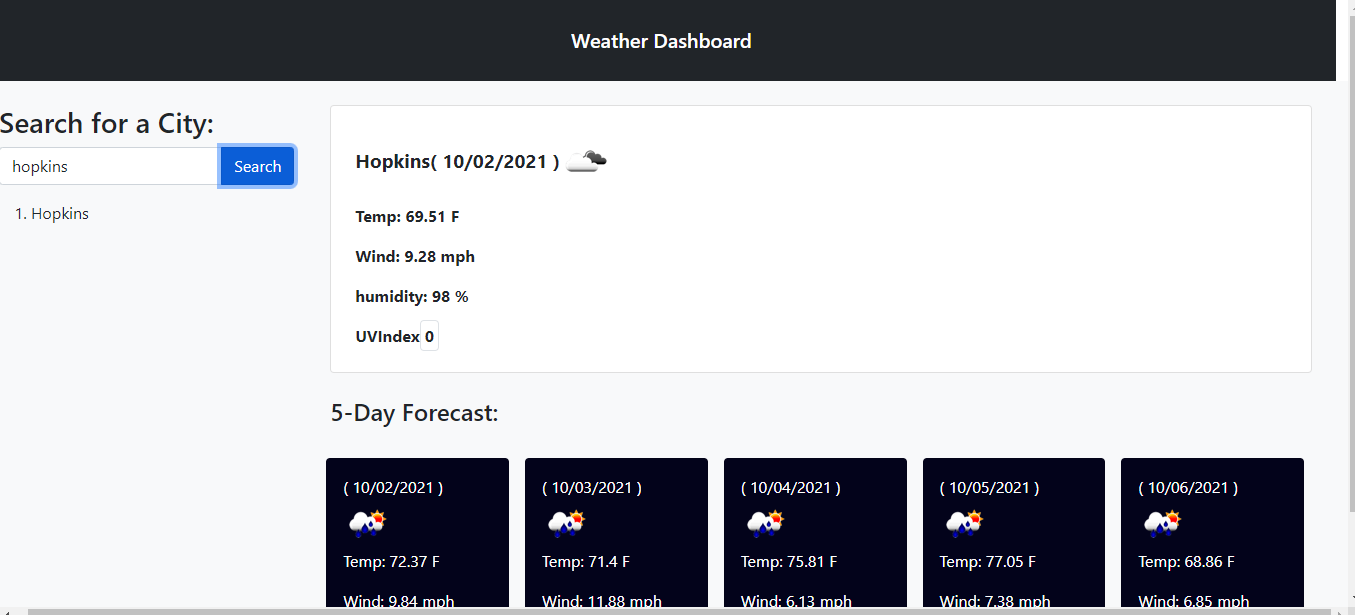 Weather Dashboard
Search for a City:
hopkins
Search
1. Hopkins
Hopkins( 10/02/2021 )
Temp: 69.51 F
Wind: 9.28 mph
humidity: 98 %
UVIndex 0
5-Day Forecast:
( 10/02/2021 )
Temp: 72.37 F
Wind: 9.84 mph
( 10/03/2021 )
Temp: 71.4 F
Wind: 11.88 mph
( 10/04/2021 )
Temp: 75.81 F
Wind: 6.13 mph
( 10/05/2021 )
Temp: 77.05 F
Wind: 7.38 mph
( 10/06/2021 )
Temp: 68.86 F
Wind: 6.85 mph